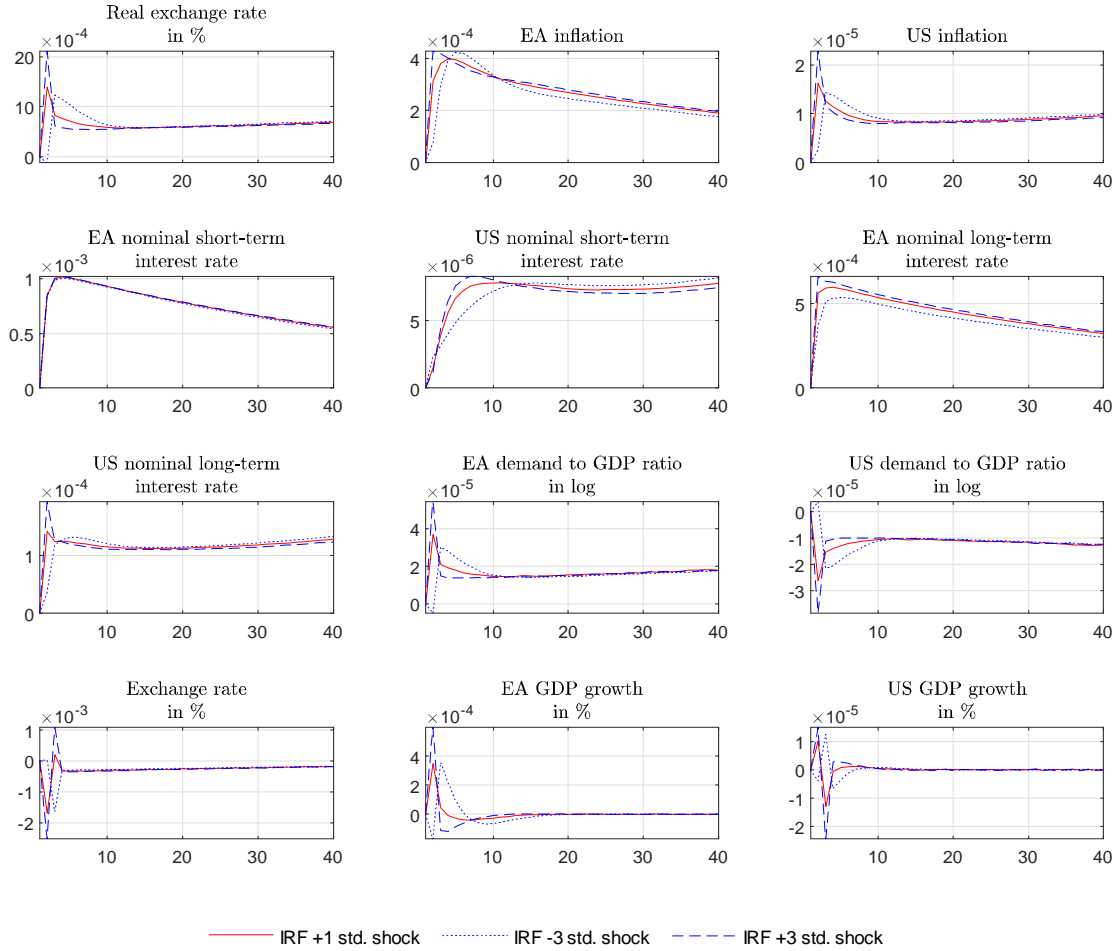 Real exchange rate
in %
×10-4
20
10
0
10 20 30 40
EA inflation
×10-4
4
2
0
10 20 30 40
US inflation
×10-5
2
1
0
10 20 30 40
EA nominal short-term
interest rate
×10-3
1
0.5
0
10 20 30 40
US nominal short-term
interest rate
×10-6
5
0
10 20 30 40
EA nominal long-term
interest rate
×10-4
5
0
10 20 30 40
US nominal long-term
interest rate
×10-4
1
0
10 20 30 40
EA demand to GDP ratio
in log
×10-5
4
2
0
10 20 30 40
US demand to GDP ratio
in log
×10-5
0
-1
-2
-3
10 20 30 40
Exchange rate
in %
×10-3
1
0
-2
10 20 30 40
EA GDP growth
in %
×10-4
4
2
0
10 20 30 40
US GDP growth
in %
×10-5
1
0
-1
-2
10 20 30 40
IRF +1 std. shock IRF -3 std. shock IRF +3 std. shock